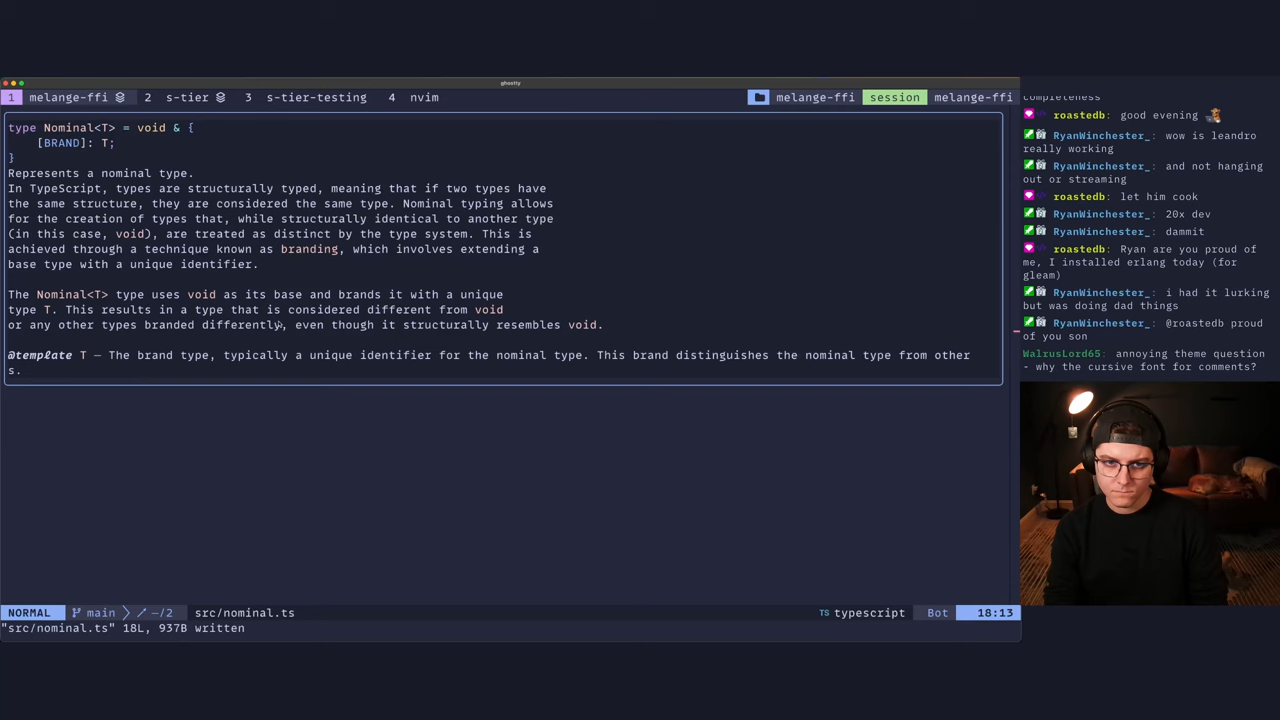 ghostty
1 melange-ffi 2 s-tier 3 s-tier-testing 4 nvim melange-ffi session melange-ffi
type Nominal<T> = void & {
[BRAND]: T;
}
Represents a nominal type.
In TypeScript, types are structurally typed, meaning that if two types have
the same structure, they are considered the same type. Nominal typing allows
for the creation of types that, while structurally identical to another type
(in this case, void), are treated as distinct by the type system. This is
achieved through a technique known as branding, which involves extending a
base type with a unique identifier.
The Nominal<T> type uses void as its base and brands it with a unique
type T. This results in a type that is considered different from void
or any other types branded differently, even though it structurally resembles void.
@template T — The brand type, typically a unique identifier for the nominal type. This brand distinguishes the nominal type from other
s.
NORMAL main ~/2 src/nominal.ts TS typescript Bot 18:13
"src/nominal.ts" 18L, 937B written
completeness
roastedb: good evening
RyanWinchester_: wow is leandro
really working
RyanWinchester_: and not hanging
out or streaming
roastedb: let him cook
RyanWinchester_: 20x dev
RyanWinchester_: dammit
roastedb: Ryan are you proud of
me, I installed erlang today (for
gleam)
RyanWinchester_: i had it lurking
but was doing dad things
RyanWinchester_: @roastedb proud
of you son
WalrusLord65: annoying theme question
- why the cursive font for comments?